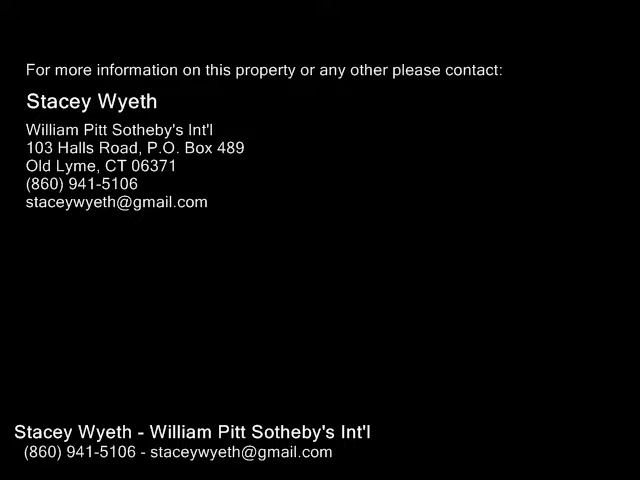 For more information on this property or any other please contact:
Stacey Wyeth
William Pitt Sotheby's Int'l
103 Halls Road, P.O. Box 489
Old Lyme, CT 06371
(860) 941-5106
staceywyeth@gmail.com
Stacey Wyeth - William Pitt Sotheby's Int'l
(860) 941-5106 - staceywyeth@gmail.com